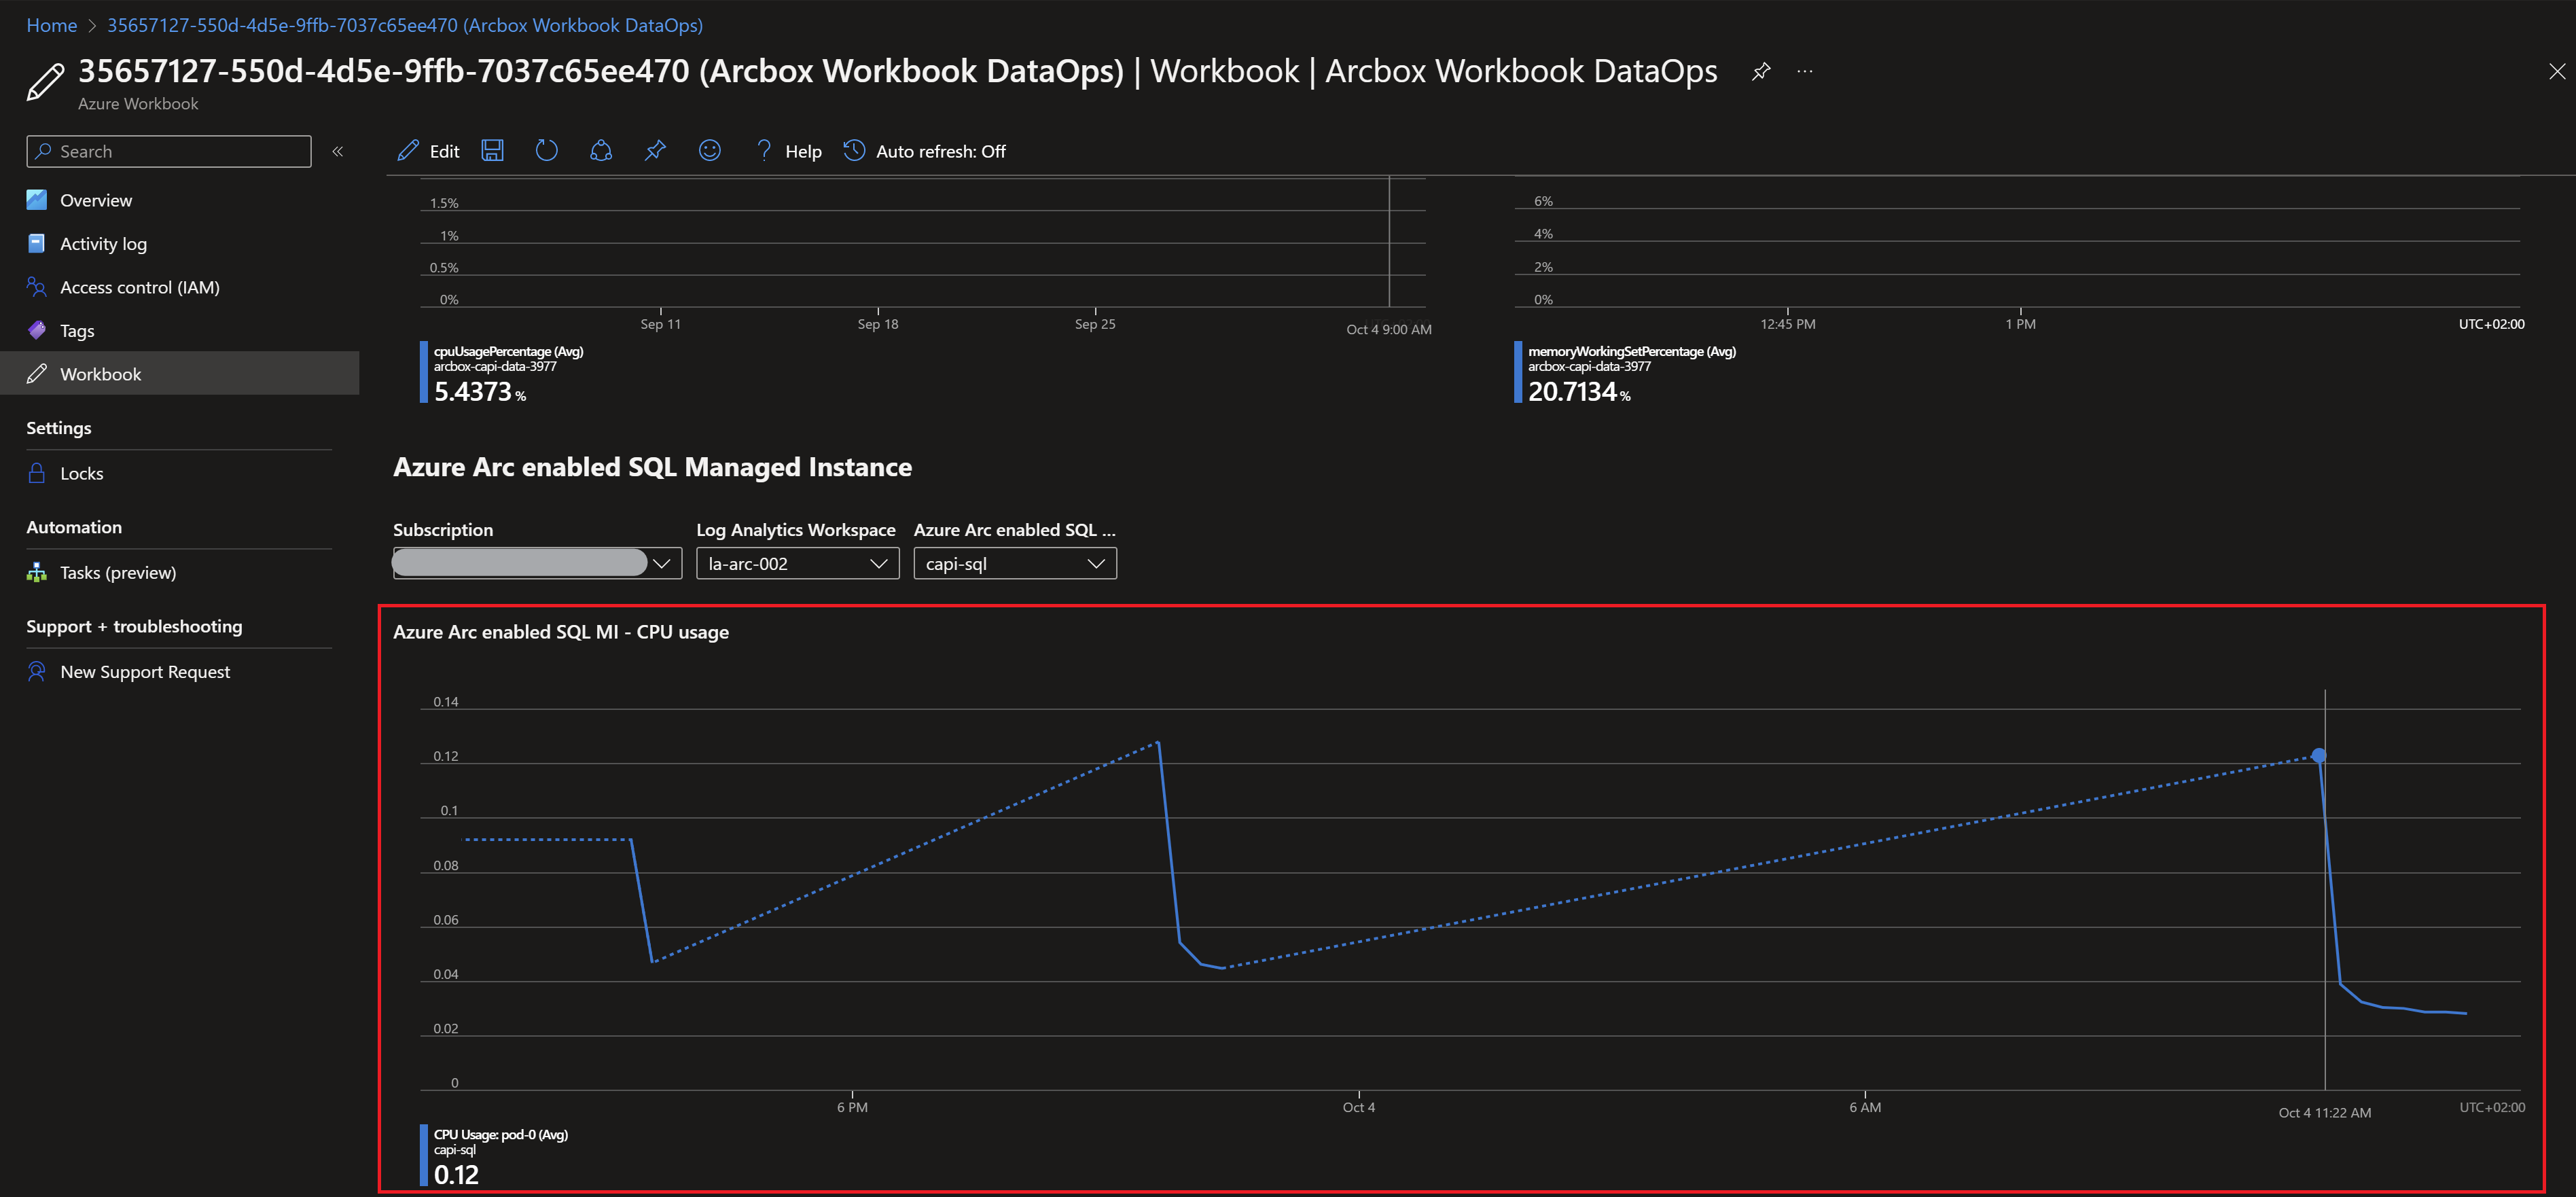 Home > 35657127-550d-4d5e-9ffb-7037c65ee470 (Arcbox Workbook DataOps)
35657127-550d-4d5e-9ffb-7037c65ee470 (Arcbox Workbook DataOps) | Workbook | Arcbox Workbook DataOps
Azure Workbook
Search
Overview
Activity log
Access control (IAM)
Tags
Workbook
Settings
Locks
Automation
Tasks (preview)
Support + troubleshooting
New Support Request
Edit
Help
Auto refresh: Off
1.5%
1%
0.5%
0%
Sep 11
Sep 18
Sep 25
Oct 4 9:00 AM
cpuUsagePercentage (Avg)
arcbox-capi-data-3977
5.4373 %
6%
4%
2%
0%
12:45 PM
1 PM
UTC+02:00
memoryWorkingSetPercentage (Avg)
arcbox-capi-data-3977
20.7134 %
Azure Arc enabled SQL Managed Instance
Subscription
Log Analytics Workspace
la-arc-002
Azure Arc enabled SQL ...
capi-sql
Azure Arc enabled SQL MI - CPU usage
0.14
0.12
0.1
0.08
0.06
0.04
0.02
0
6 PM
Oct 4
6 AM
Oct 4 11:22 AM
UTC+02:00
CPU Usage: pod-0 (Avg)
capi-sql
0.12